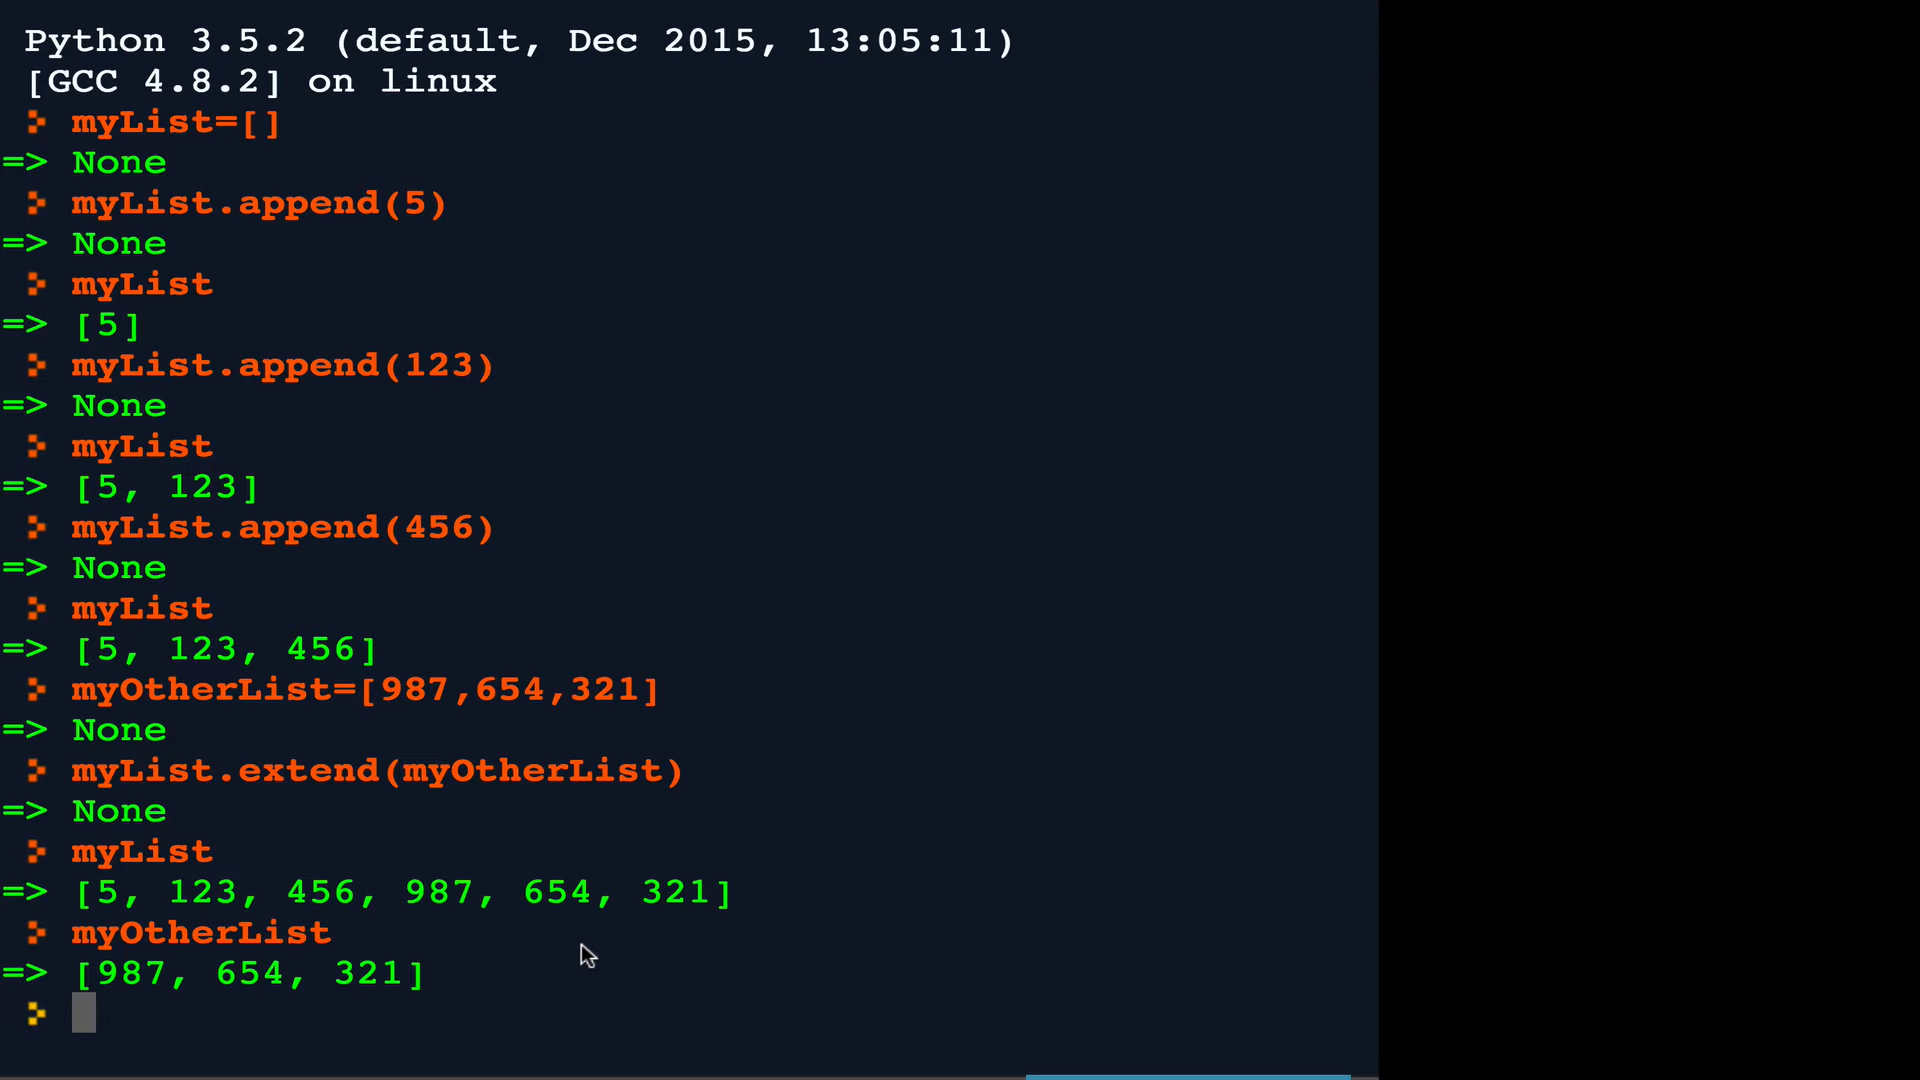 Python 3.5.2 (default, Dec 2015, 13:05:11)
[GCC 4.8.2] on linux
myList=[]
=> None
myList.append(5)
=> None
myList
=> [5]
myList.append(123)
=> None
myList
=> [5, 123]
myList.append(456)
=> None
myList
=> [5, 123, 456]
myOtherList=[987,654,321]
=> None
myList.extend(myOtherList)
=> None
myList
=> [5, 123, 456, 987, 654, 321]
myOtherList
=> [987, 654, 321]